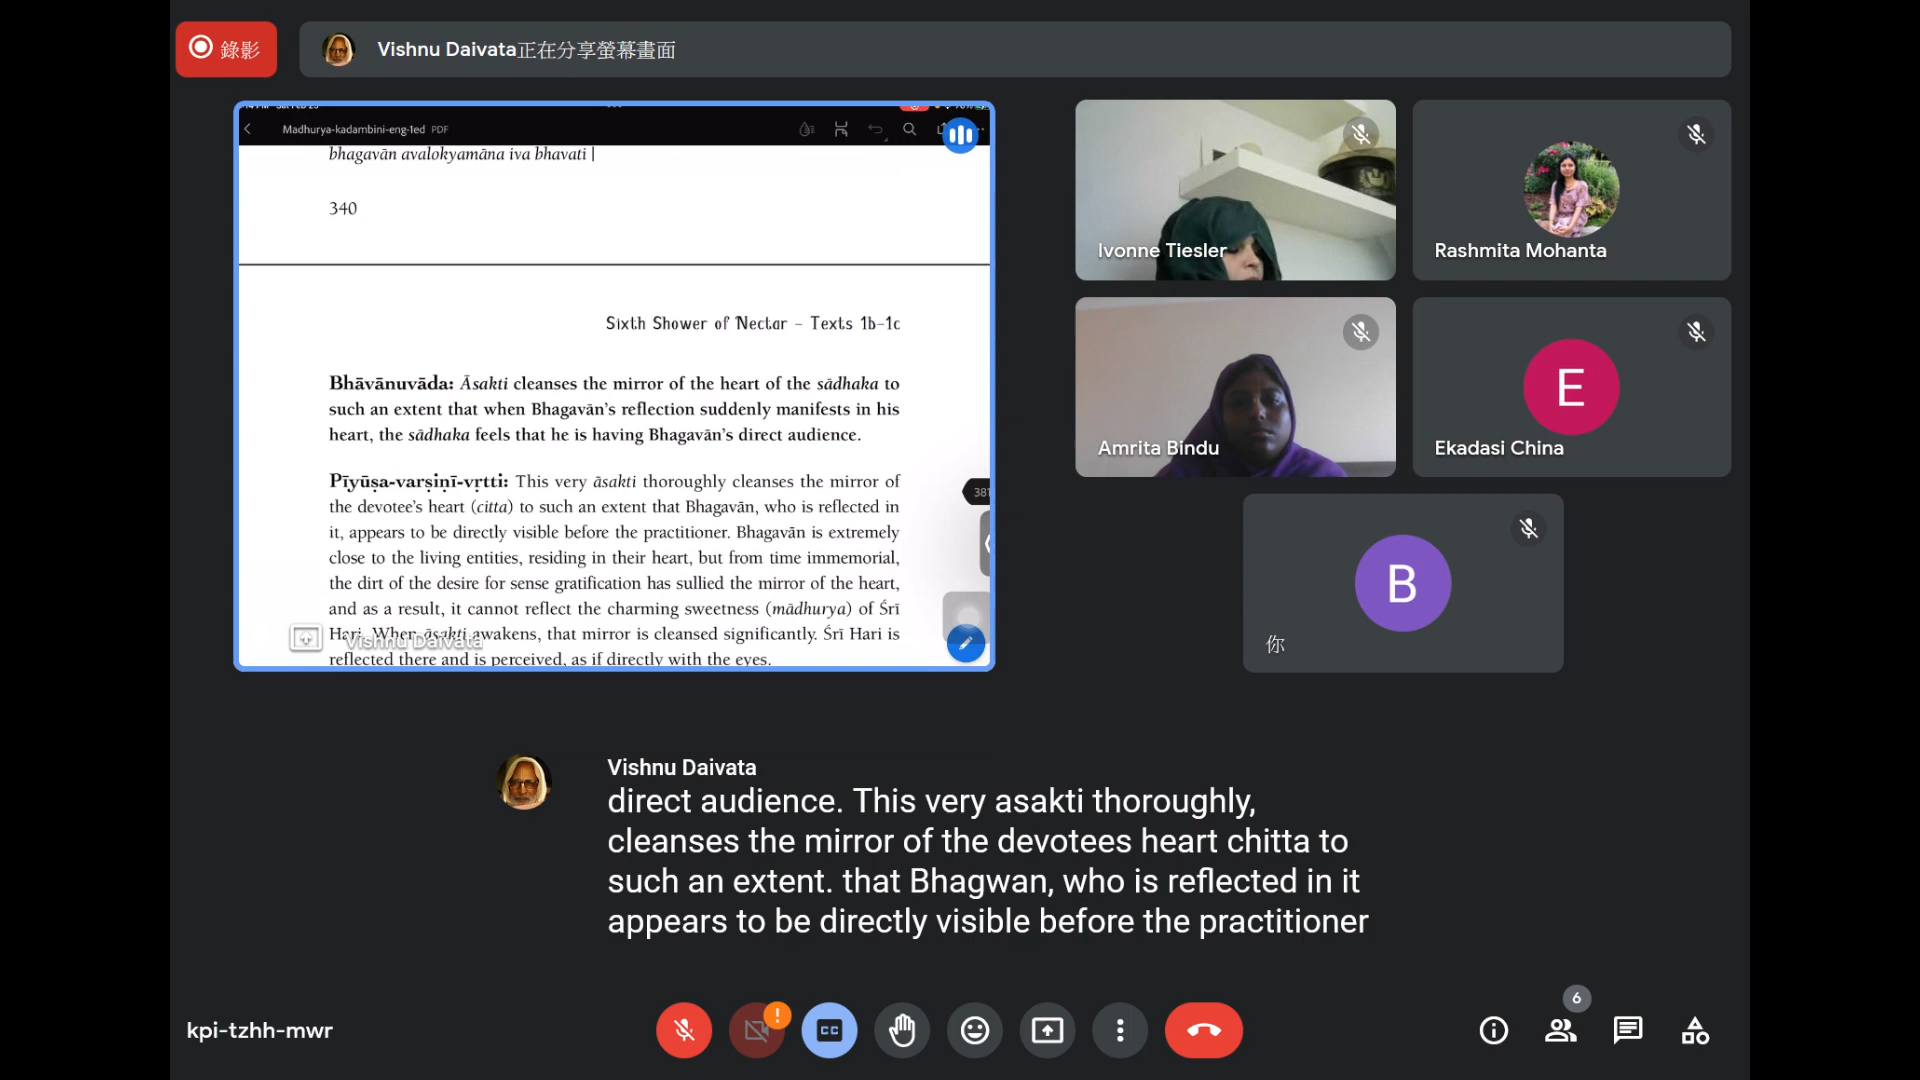 錄影
Vishnu Daivata正在分享螢幕畫面
Madhurya-kadambini-eng-1ed PDF
bhagavān avalokyamāna iva bhavati |
340
Sixth Shower of Nectar – Texts 1b–1c
Bhāvānuvāda: Āsakti cleanses the mirror of the heart of the sādhaka to
such an extent that when Bhagavān's reflection suddenly manifests in his
heart, the sādhaka feels that he is having Bhagavān's direct audience.
Pīyūṣa-varṣiṇī-vṛtti: This very āsakti thoroughly cleanses the mirror of
the devotee's heart (citta) to such an extent that Bhagavān, who is reflected in
it, appears to be directly visible before the practitioner. Bhagavān is extremely
close to the living entities, residing in their heart, but from time immemorial,
the dirt of the desire for sense gratification has sullied the mirror of the heart,
and as a result, it cannot reflect the charming sweetness (mādhurya) of Śrī
Hari. When āsakti awakens, that mirror is cleansed significantly. Śrī Hari is
reflected there and is perceived, as if directly with the eyes.
381
Vishnu Daivata
Ivonne Tiesler
Rashmita Mohanta
Amrita Bindu
E
Ekadasi China
B
你
Vishnu Daivata
direct audience. This very asakti thoroughly,
cleanses the mirror of the devotees heart chitta to
such an extent. that Bhagwan, who is reflected in it
appears to be directly visible before the practitioner
kpi-tzhh-mwr
!
CC
6